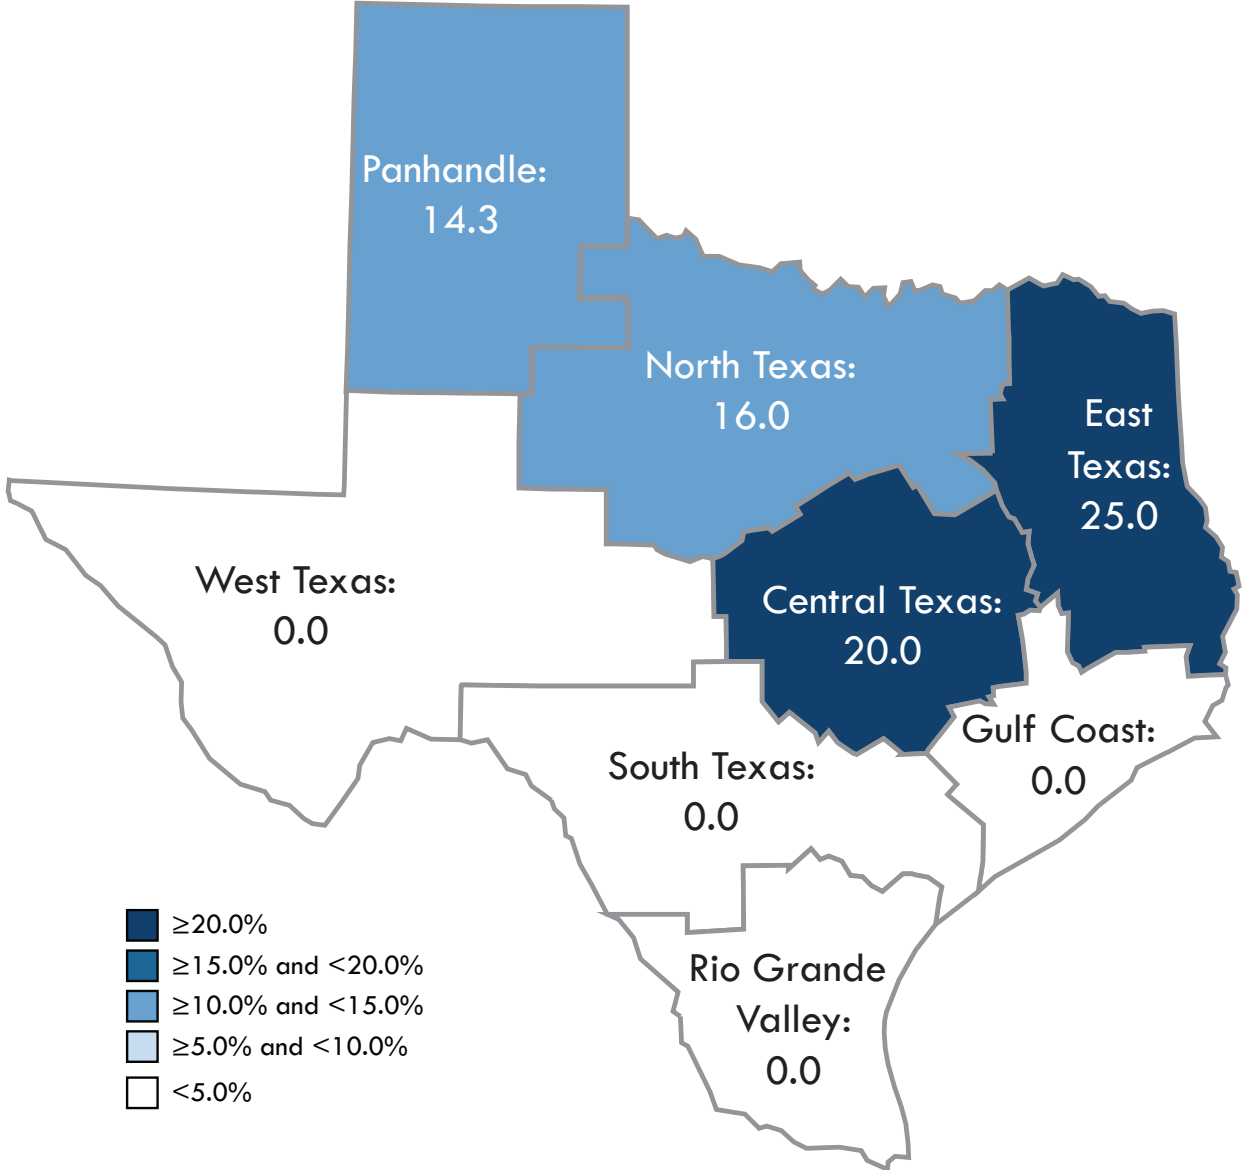 Panhandle:
14.3
North Texas:
16.0
East
Texas:
25.0
West Texas:
0.0
Central Texas:
20.0
Gulf Coast:
0.0
South Texas:
0.0
Rio Grande
Valley:
0.0
≥20.0%
≥15.0% and <20.0%
≥10.0% and <15.0%
≥5.0% and <10.0%
<5.0%